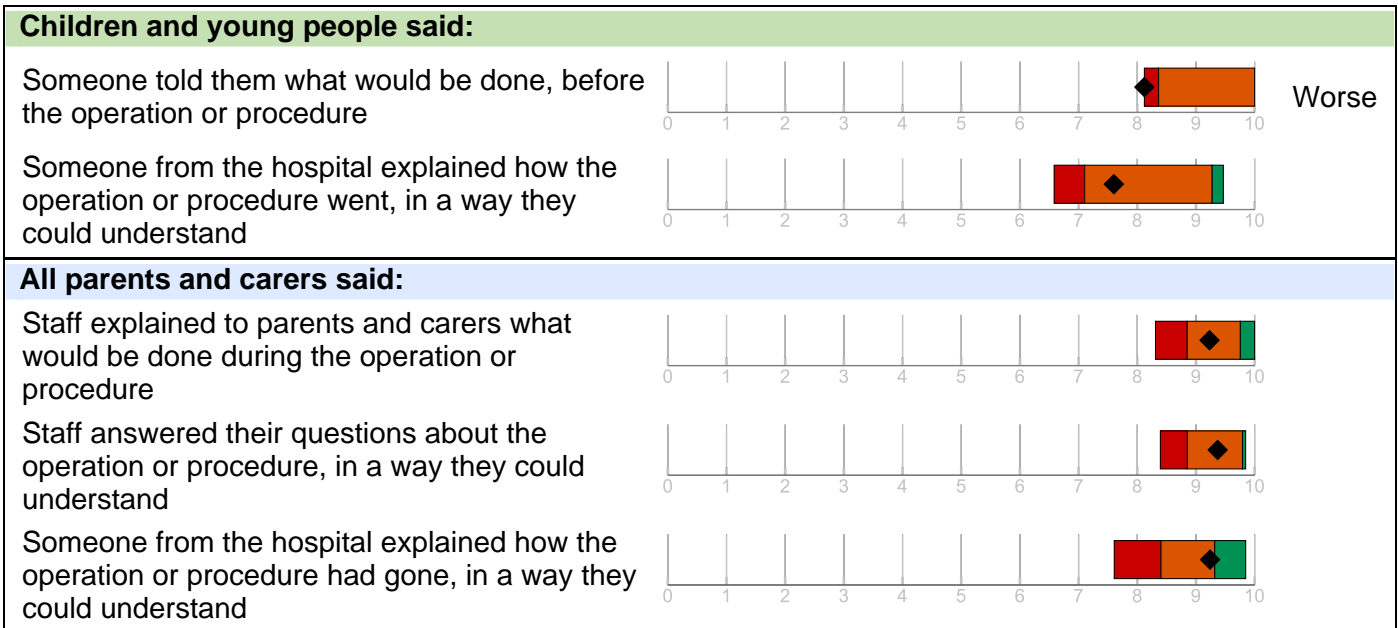 Children and young people said:
Someone told them what would be done, before
the operation or procedure
0 1 2 3 4 5 6 7 8 9 10
Worse
Someone from the hospital explained how the
operation or procedure went, in a way they
could understand
0 1 2 3 4 5 6 7 8 9 10
All parents and carers said:
Staff explained to parents and carers what
would be done during the operation or
procedure
0 1 2 3 4 5 6 7 8 9 10
Staff answered their questions about the
operation or procedure, in a way they could
understand
0 1 2 3 4 5 6 7 8 9 10
Someone from the hospital explained how the
operation or procedure had gone, in a way they
could understand
0 1 2 3 4 5 6 7 8 9 10